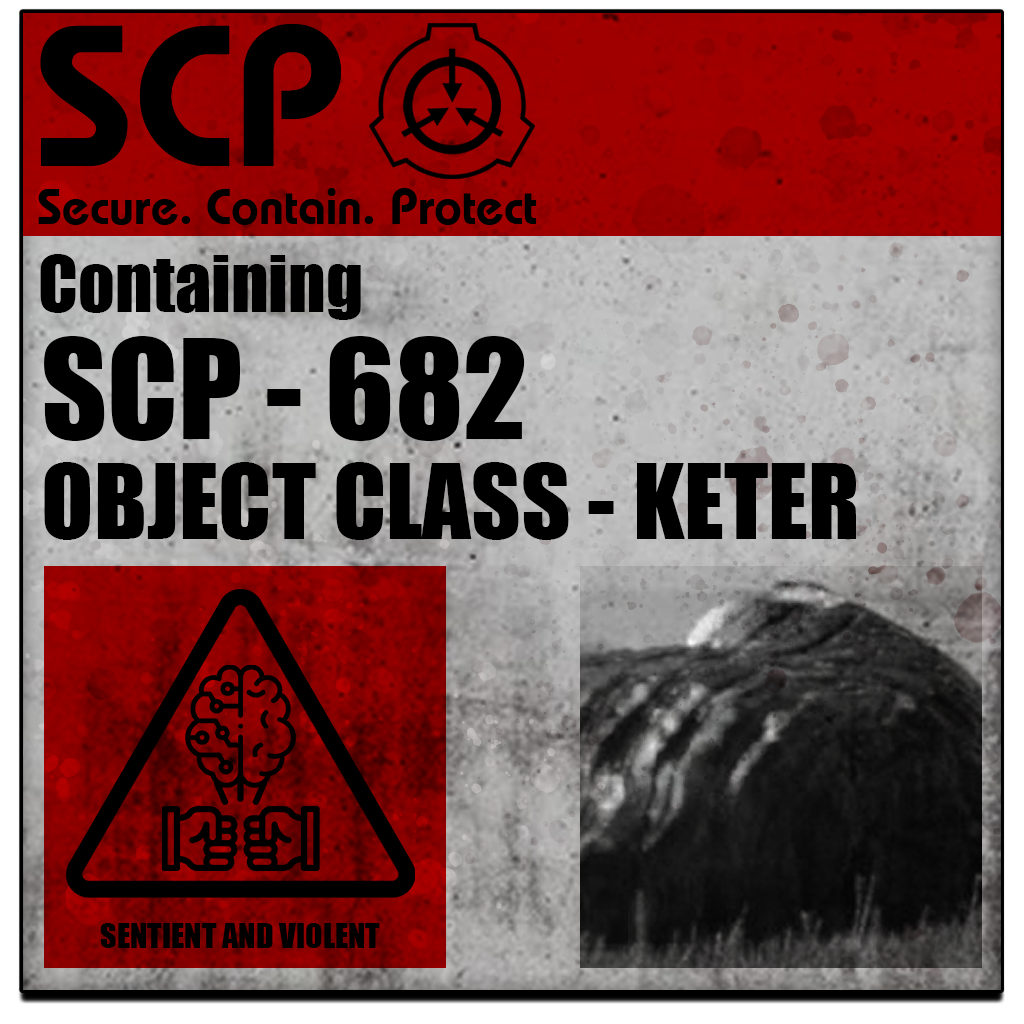 SCP
Secure. Contain. Protect
Containing
SCP - 682
OBJECT CLASS - KETER
SENTIENT AND VIOLENT